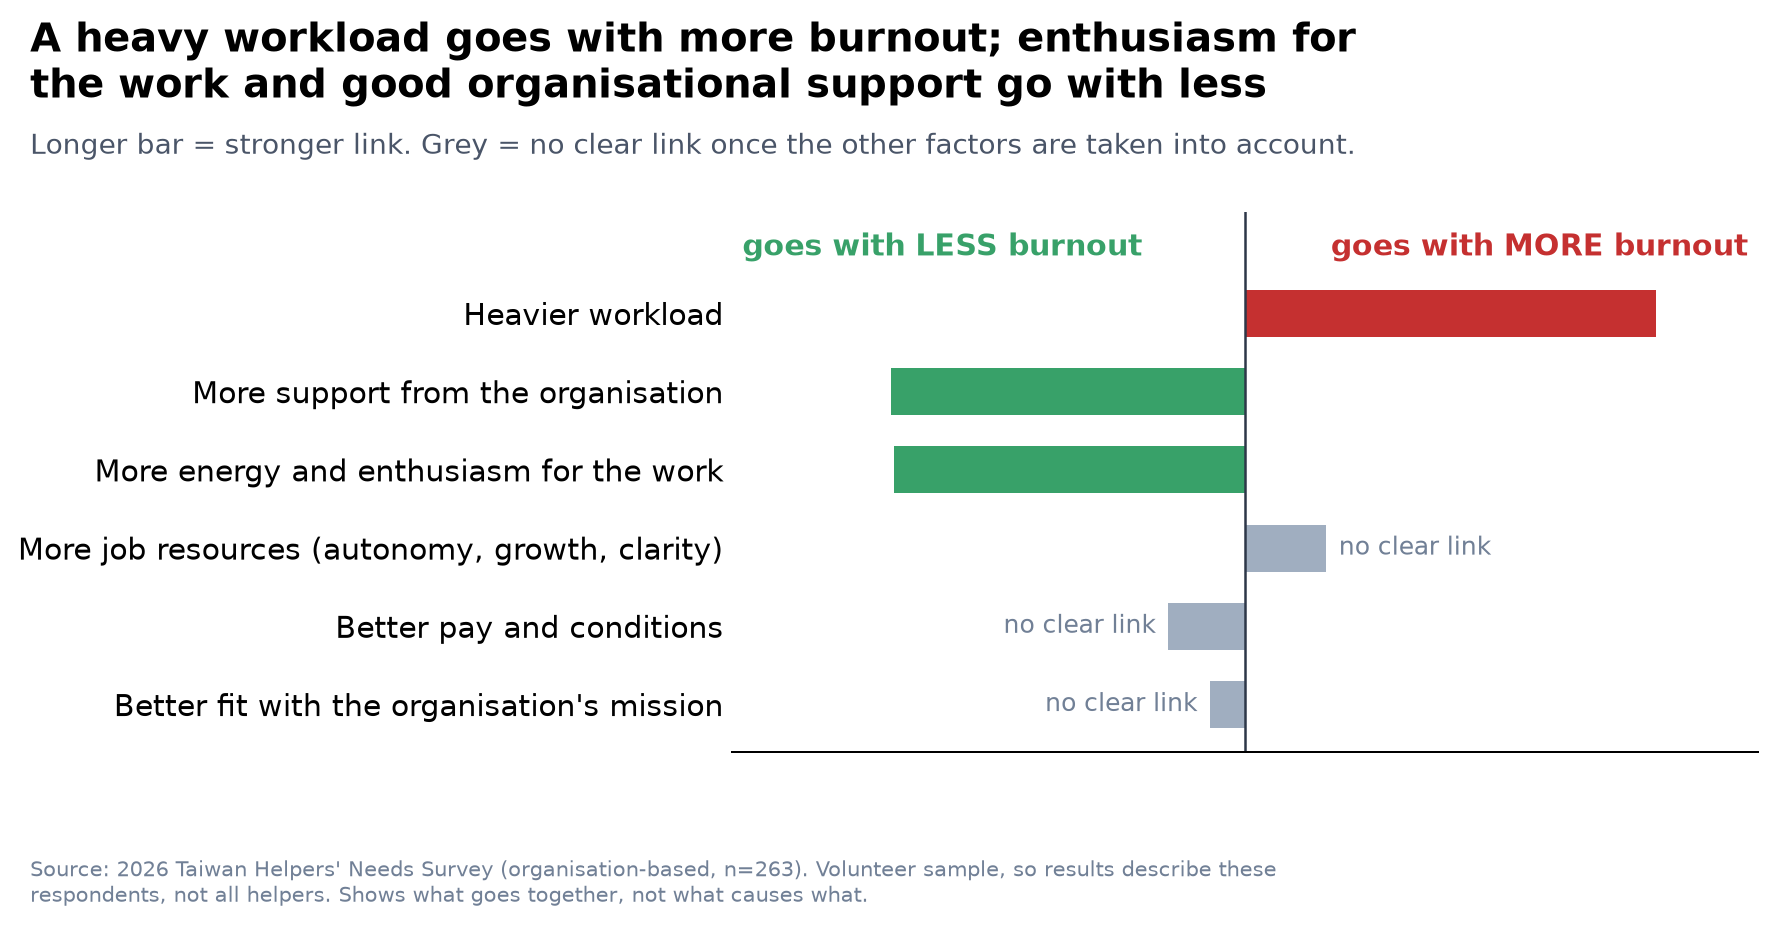 A heavy workload goes with more burnout; enthusiasm for
the work and good organisational support go with less
Longer bar = stronger link. Grey = no clear link once the other factors are taken into account.
goes with LESS burnout
goes with MORE burnout
Heavier workload
More support from the organisation
More energy and enthusiasm for the work
More job resources (autonomy, growth, clarity)
no clear link
Better pay and conditions
no clear link
Better fit with the organisation's mission
no clear link
Source: 2026 Taiwan Helpers' Needs Survey (organisation-based, n=263). Volunteer sample, so results describe these
respondents, not all helpers. Shows what goes together, not what causes what.